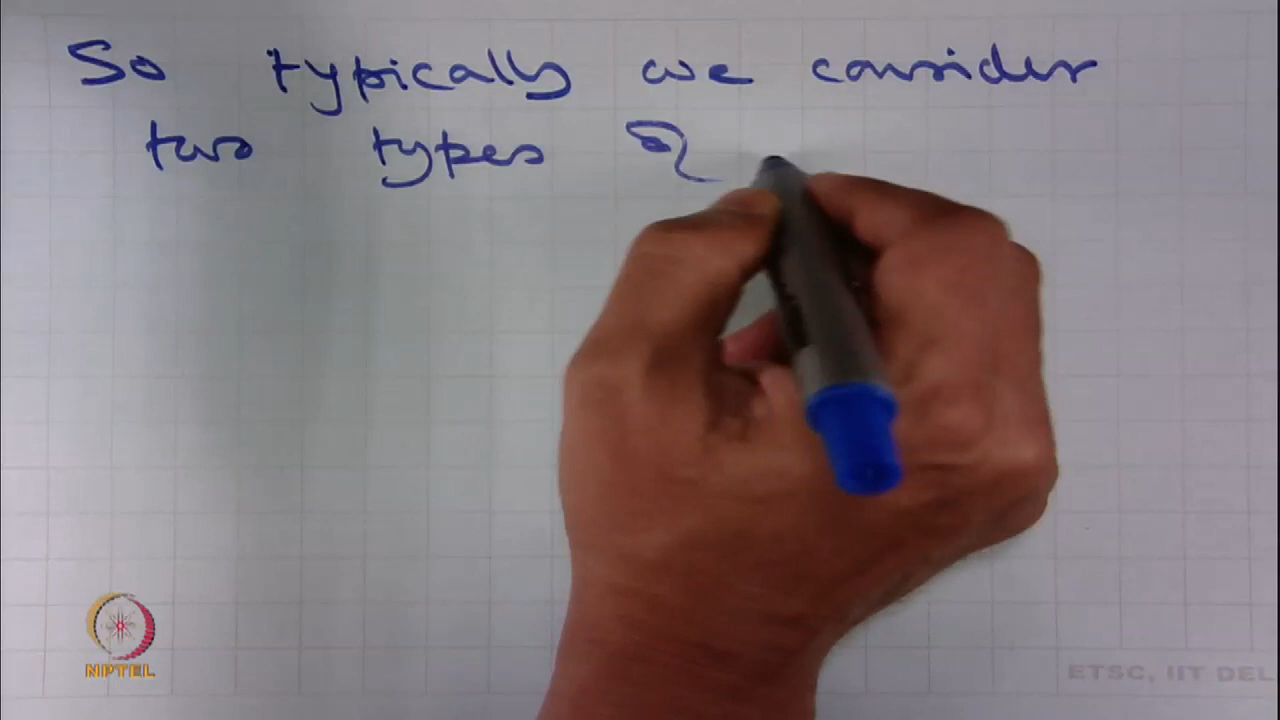 So typically we consider
two types of
NPTEL
ETSC, IIT DEL